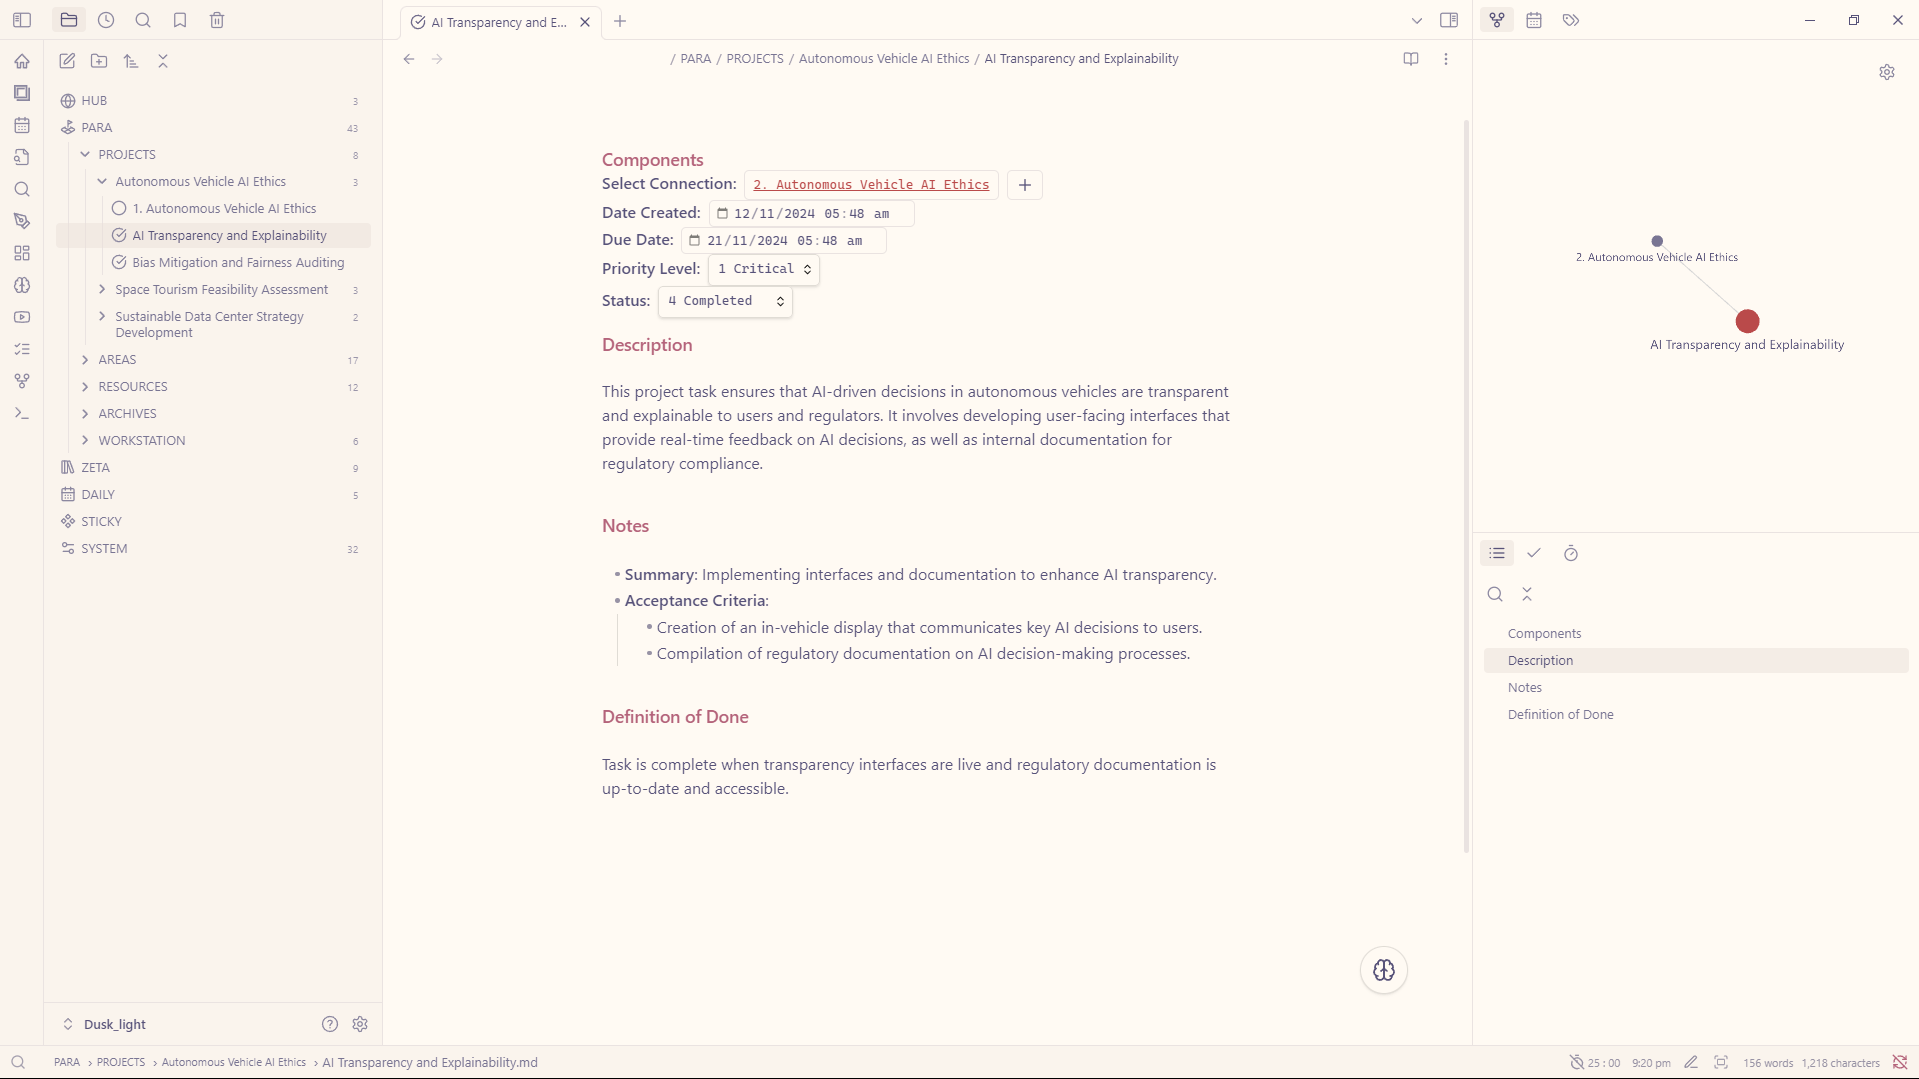 AI Transparency and E...
/ PARA / PROJECTS / Autonomous Vehicle AI Ethics / AI Transparency and Explainability
HUB 3
PARA 43
PROJECTS 8
Autonomous Vehicle AI Ethics 3
1. Autonomous Vehicle AI Ethics
AI Transparency and Explainability
Bias Mitigation and Fairness Auditing
Space Tourism Feasibility Assessment 3
Sustainable Data Center Strategy 2
Development
AREAS 17
RESOURCES 12
ARCHIVES
WORKSTATION 6
ZETA 9
DAILY 5
STICKY
SYSTEM 32
Dusk_light
Components
Select Connection: 2. Autonomous Vehicle AI Ethics
Date Created: 12/11/2024 05:48 am
Due Date: 21/11/2024 05:48 am
Priority Level: 1 Critical
Status: 4 Completed
Description
This project task ensures that AI-driven decisions in autonomous vehicles are transparent
and explainable to users and regulators. It involves developing user-facing interfaces that
provide real-time feedback on AI decisions, as well as internal documentation for
regulatory compliance.
Notes
• Summary: Implementing interfaces and documentation to enhance AI transparency.
• Acceptance Criteria:
• Creation of an in-vehicle display that communicates key AI decisions to users.
• Compilation of regulatory documentation on AI decision-making processes.
Definition of Done
Task is complete when transparency interfaces are live and regulatory documentation is
up-to-date and accessible.
2. Autonomous Vehicle AI Ethics
AI Transparency and Explainability
Components
Description
Notes
Definition of Done
PARA > PROJECTS > Autonomous Vehicle AI Ethics > AI Transparency and Explainability.md
25 : 00 9:20 pm 156 words 1,218 characters